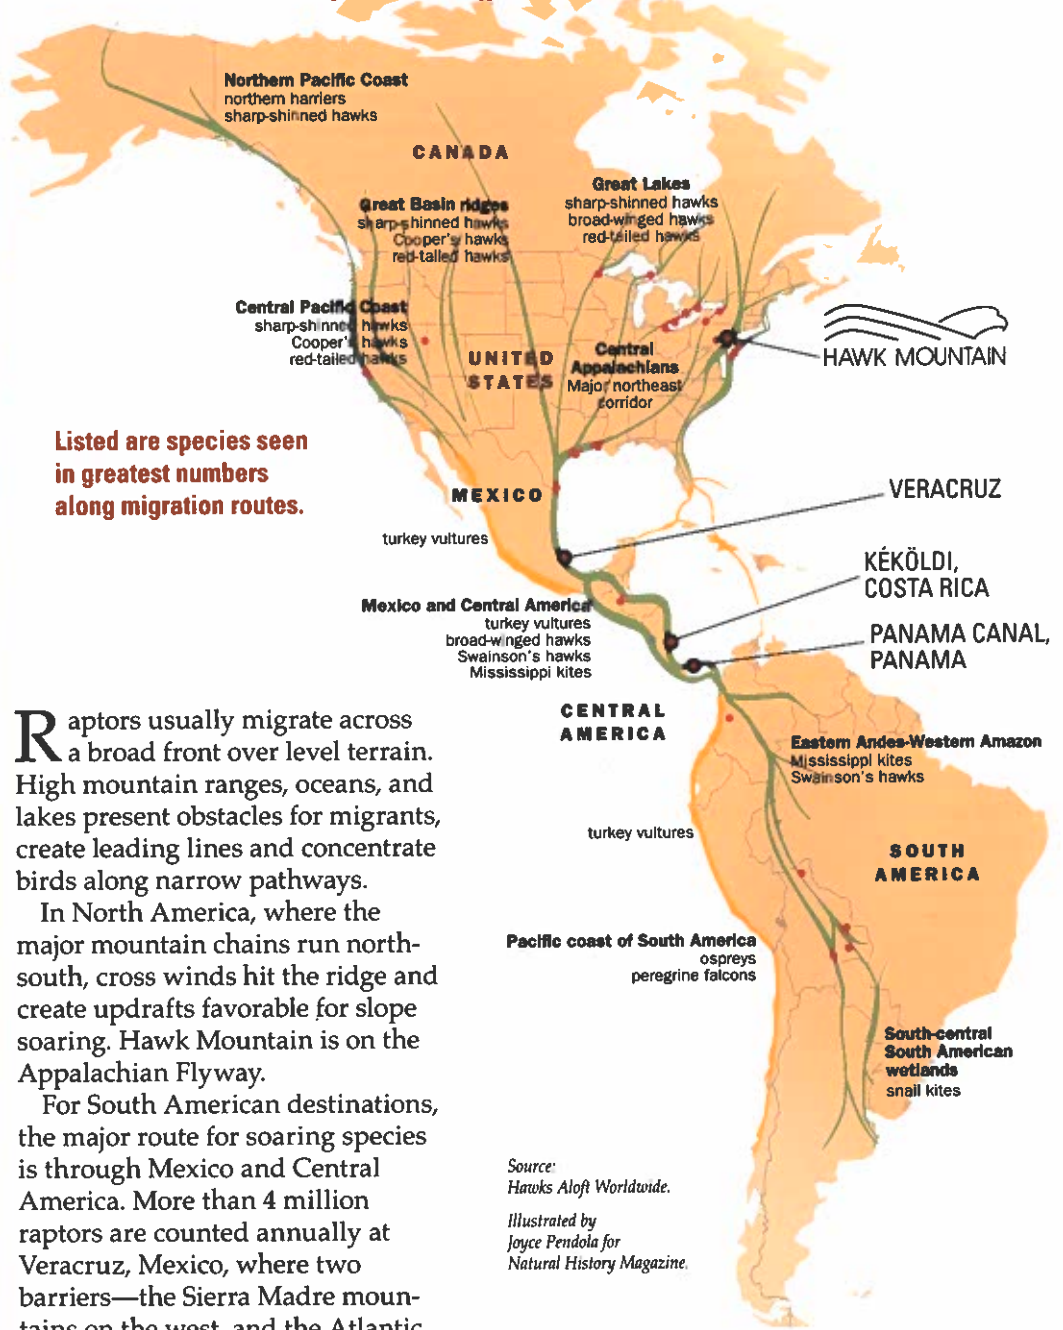 Northern Pacific Coast
northern harriers
sharp-shinned hawks
CANADA
Great Basin ridges
sharp-shinned hawks
Cooper's hawks
red-tailed hawks
Great Lakes
sharp-shinned hawks
broad-winged hawks
red-tailed hawks
Central Pacific Coast
sharp-shinned hawks
Cooper's hawks
red-tailed hawks
UNITED
STATES
Central
Appalachians
Major northeast
corridor
HAWK MOUNTAIN
Listed are species seen
in greatest numbers
along migration routes.
MEXICO
VERACRUZ
turkey vultures
KÉKÖLDI,
COSTA RICA
Mexico and Central America
turkey vultures
broad-winged hawks
Swainson's hawks
Mississippi kites
PANAMA CANAL,
PANAMA
CENTRAL
AMERICA
Eastern Andes-Western Amazon
Mississippi kites
Swainson's hawks
turkey vultures
SOUTH
AMERICA
Pacific coast of South America
ospreys
peregrine falcons
South-central
South American
wetlands
snail kites
Raptors usually migrate across
a broad front over level terrain.
High mountain ranges, oceans, and
lakes present obstacles for migrants,
create leading lines and concentrate
birds along narrow pathways.
In North America, where the
major mountain chains run north-
south, cross winds hit the ridge and
create updrafts favorable for slope
soaring. Hawk Mountain is on the
Appalachian Flyway.
For South American destinations,
the major route for soaring species
is through Mexico and Central
America. More than 4 million
raptors are counted annually at
Veracruz, Mexico, where two
barriers—the Sierra Madre moun-
tains on the west, and the Atlantic
Source:
Hawks Aloft Worldwide.
Illustrated by
Joyce Pendola for
Natural History Magazine.